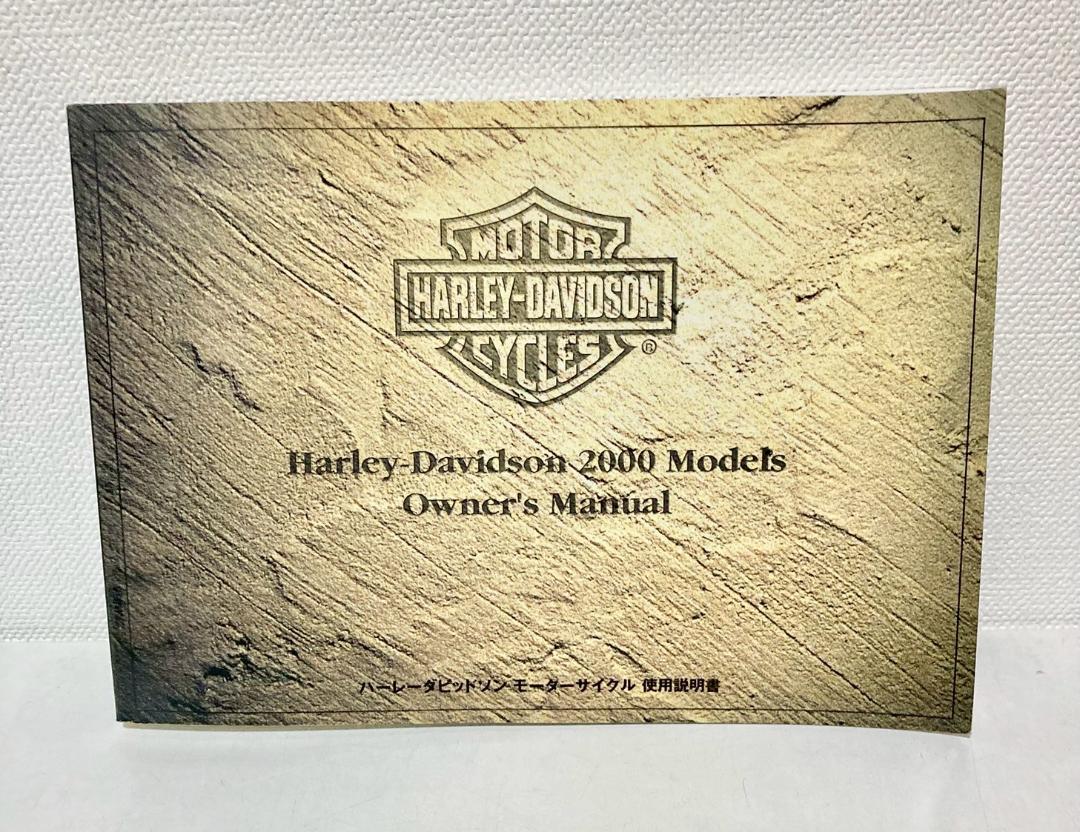 MOTOR
HARLEY-DAVIDSON
CYCLES
®
Harley-Davidson 2000 Models
Owner's Manual
ハーレーダビッドソン モーターサイクル 使用説明書